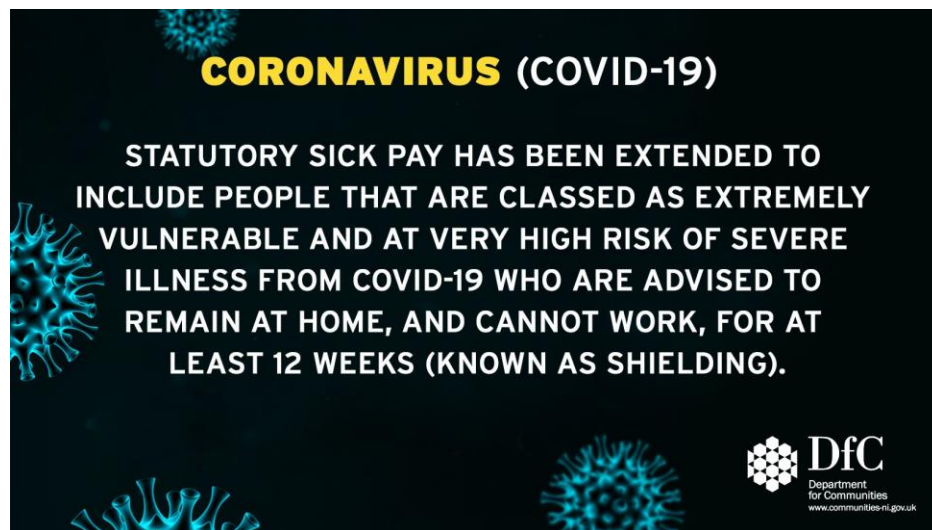 CORONAVIRUS (COVID-19)
STATUTORY SICK PAY HAS BEEN EXTENDED TO
INCLUDE PEOPLE THAT ARE CLASSED AS EXTREMELY
VULNERABLE AND AT VERY HIGH RISK OF SEVERE
ILLNESS FROM COVID-19 WHO ARE ADVISED TO
REMAIN AT HOME, AND CANNOT WORK, FOR AT
LEAST 12 WEEKS (KNOWN AS SHIELDING).
DfC
Department
for Communities
www.communities-ni.gov.uk